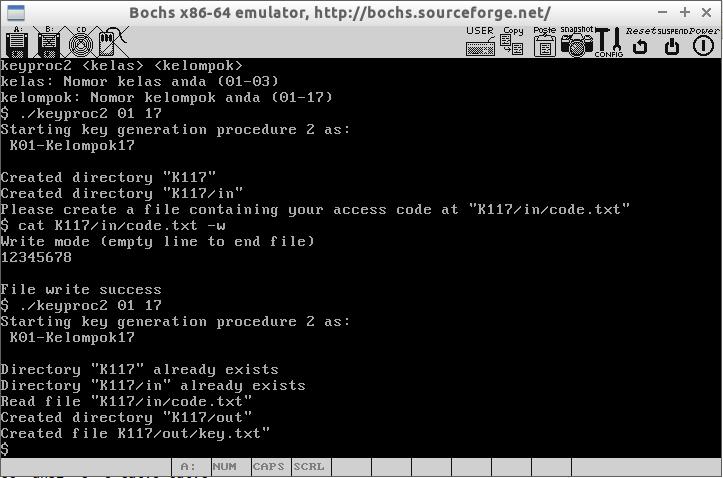 Bochs x86-64 emulator, http://bochs.sourceforge.net/
A: B: CD USER Copy Paste snapshot CONFIG Reset SUSPEND Power
keyproc2 <kelas> <kelompok>
kelas: Nomor kelas anda (01-03)
kelompok: Nomor kelompok anda (01-17)
$ ./keyproc2 01 17
Starting key generation procedure 2 as:
 K01-Kelompok17
Created directory "K117"
Created directory "K117/in"
Please create a file containing your access code at "K117/in/code.txt"
$ cat K117/in/code.txt -w
Write mode (empty line to end file)
12345678
File write success
$ ./keyproc2 01 17
Starting key generation procedure 2 as:
 K01-Kelompok17
Directory "K117" already exists
Directory "K117/in" already exists
Read file "K117/in/code.txt"
Created directory "K117/out"
Created file K117/out/key.txt"
$
A: NUM CAPS SCRL